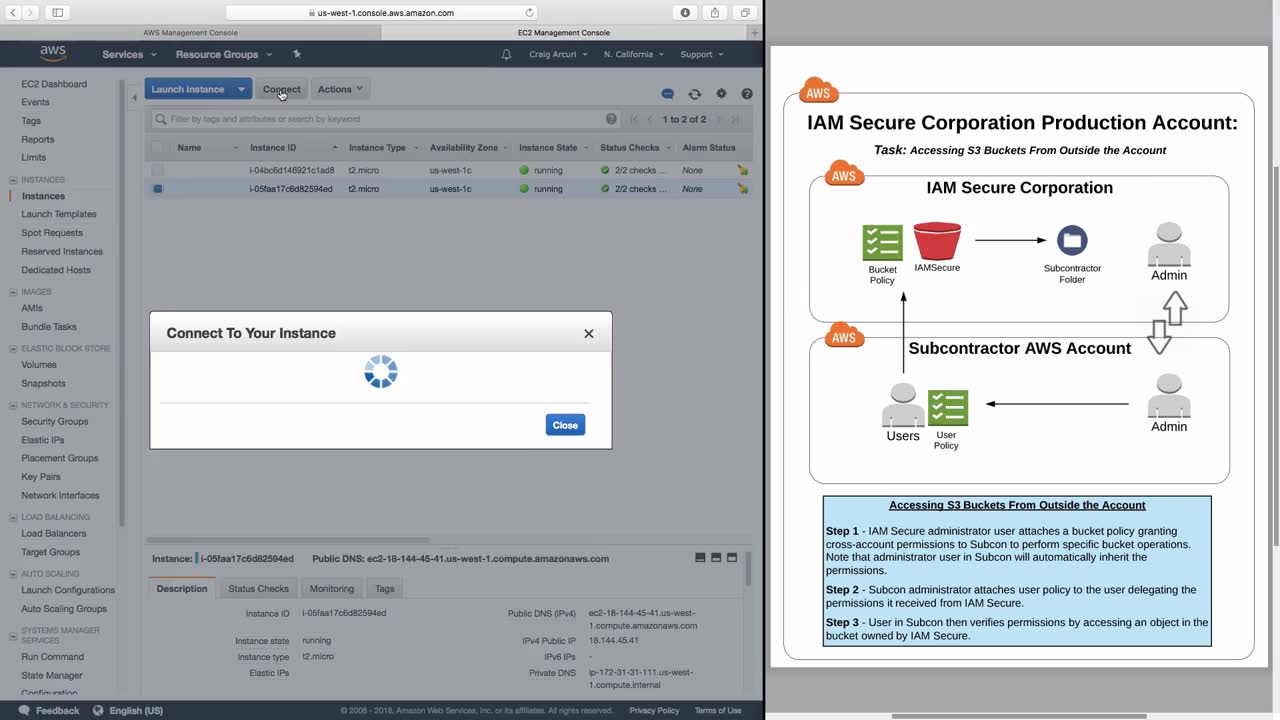 us-west-1.console.aws.amazon.com
AWS Management Console
EC2 Management Console
aws
Services
Resource Groups
Craig Arcuri
N. California
Support
EC2 Dashboard
Events
Tags
Reports
Limits
INSTANCES
Instances
Launch Templates
Spot Requests
Reserved Instances
Dedicated Hosts
IMAGES
AMIs
Bundle Tasks
ELASTIC BLOCK STORE
Volumes
Snapshots
NETWORK & SECURITY
Security Groups
Elastic IPs
Placement Groups
Key Pairs
Network Interfaces
LOAD BALANCING
Load Balancers
Target Groups
AUTO SCALING
Launch Configurations
Auto Scaling Groups
SYSTEMS MANAGER
SERVICES
Run Command
State Manager
Configuration
Launch Instance
Connect
Actions
Filter by tags and attributes or search by keyword
1 to 2 of 2
Name Instance ID Instance Type Availability Zone Instance State Status Checks Alarm Status
i-04bc6d146921c1ad8 t2.micro us-west-1c running 2/2 checks ... None
i-05faa17c6d82594ed t2.micro us-west-1c running 2/2 checks ... None
Connect To Your Instance
Close
Instance: i-05faa17c6d82594ed Public DNS: ec2-18-144-45-41.us-west-1.compute.amazonaws.com
Description Status Checks Monitoring Tags
Instance ID i-05faa17c6d82594ed
Public DNS (IPv4) ec2-18-144-45-41.us-west-
1.compute.amazonaws.com
Instance state running
IPv4 Public IP 18.144.45.41
Instance type t2.micro
IPv6 IPs -
Elastic IPs
Private DNS ip-172-31-31-111.us-west-
1.compute.internal
Feedback
English (US)
© 2008 - 2018, Amazon Web Services, Inc. or its affiliates. All rights reserved.
Privacy Policy
Terms of Use
AWS
IAM Secure Corporation Production Account:
Task: Accessing S3 Buckets From Outside the Account
AWS
IAM Secure Corporation
Bucket
Policy
IAMSecure
Subcontractor
Folder
Admin
AWS
Subcontractor AWS Account
Users
User
Policy
Admin
Accessing S3 Buckets From Outside the Account
Step 1 - IAM Secure administrator user attaches a bucket policy granting
cross-account permissions to Subcon to perform specific bucket operations.
Note that administrator user in Subcon will automatically inherit the
permissions.
Step 2 - Subcon administrator attaches user policy to the user delegating the
permissions it received from IAM Secure.
Step 3 - User in Subcon then verifies permissions by accessing an object in the
bucket owned by IAM Secure.